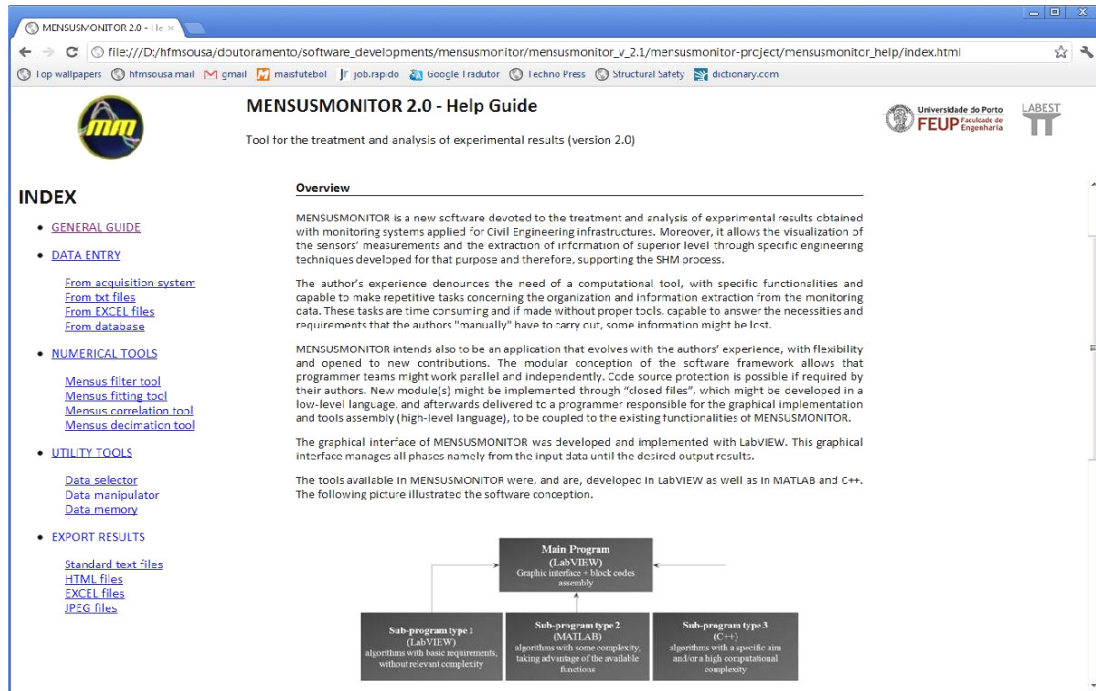 MENSUSMONITOR 2.0 - He
file:///D:/hfmsousa/doutoramento/software_developments/mensusmonitor/mensusmonitor_v_2.1/mensusmonitor-project/mensusmonitor_help/index.html
Top wallpapers hfmsousa mail gmail maisfutebol job.rapido Google Tradutor Techno Press Structural Safety dictionary.com
mm
MENSUSMONITOR 2.0 - Help Guide
Tool for the treatment and analysis of experimental results (version 2.0)
Universidade do Porto
FEUP Faculdade de Engenharia
LABEST
INDEX
GENERAL GUIDE
DATA ENTRY
From acquisition system
From txt files
From EXCEL files
From database
NUMERICAL TOOLS
Mensus filter tool
Mensus fitting tool
Mensus correlation tool
Mensus decimation tool
UTILITY TOOLS
Data selector
Data manipulator
Data memory
EXPORT RESULTS
Standard text files
HTML files
EXCEL files
JPEG files
Overview
MENSUSMONITOR is a new software devoted to the treatment and analysis of experimental results obtained
with monitoring systems applied for Civil Engineering infrastructures. Moreover, it allows the visualization of
the sensors' measurements and the extraction of information of superior level through specific engineering
techniques developed for that purpose and therefore, supporting the SHM process.
The author's experience denounces the need of a computational tool, with specific functionalities and
capable to make repetitive tasks concerning the organization and information extraction from the monitoring
data. These tasks are time consuming and if made without proper tools, capable to answer the necessities and
requirements that the authors "manually" have to carry out, some information might be lost.
MENSUSMONITOR intends also to be an application that evolves with the authors' experience, with flexibility
and opened to new contributions. The modular conception of the software framework allows that
programmer teams might work parallel and independently. Code source protection is possible if required by
their authors. New module(s) might be implemented through "closed files", which might be developed in a
low-level language, and afterwards delivered to a programmer responsible for the graphical implementation
and tools assembly (high-level language), to be coupled to the existing functionalities of MENSUSMONITOR.
The graphical interface of MENSUSMONITOR was developed and implemented with LabVIEW. This graphical
interface manages all phases namely from the input data until the desired output results.
The tools available in MENSUSMONITOR were, and are, developed in LabVIEW as well as in MATLAB and C++.
The following picture illustrated the software conception.
Main Program
(LabVIEW)
Graphic interface + block codes
assembly
Sub-program type 1
(LabVIEW)
algorithms with basic requirements,
without relevant complexity
Sub-program type 2
(MATLAB)
algorithms with some complexity,
taking advantage of the available
functions
Sub-program type 3
(C++)
algorithms with a specific aim
and/or a high computational
complexity